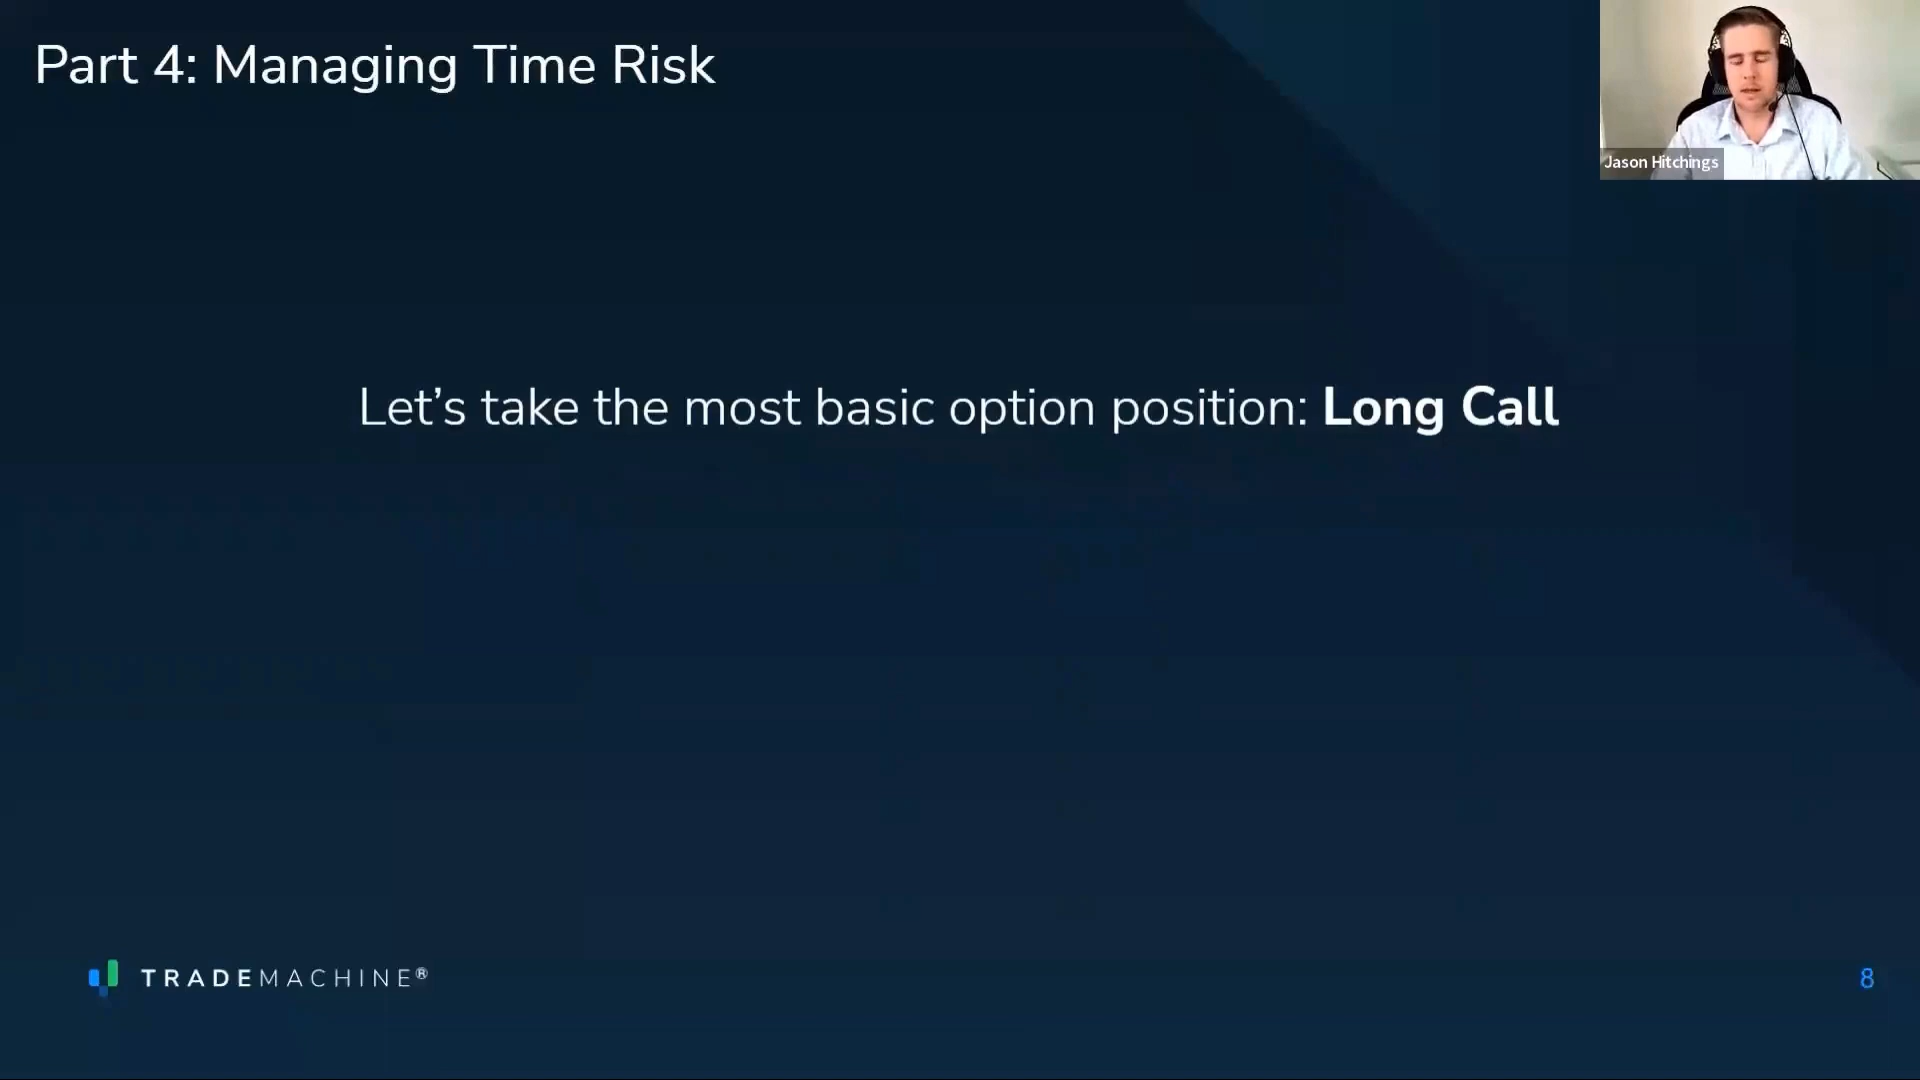 Part 4: Managing Time Risk
Jason Hitchings
Let’s take the most basic option position: Long Call
TRADEMACHINE®
8